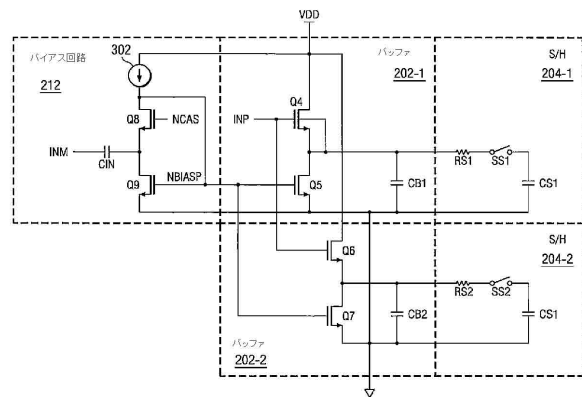 VDD
バイアス回路
302
バッファ
S/H
212
202-1
204-1
Q8
NCAS
INP
Q4
INM
CIN
RS1
SS1
Q9
NBIASP
Q5
CB1
CS1
Q6
S/H
204-2
RS2
SS2
Q7
CB2
CS1
バッファ
202-2